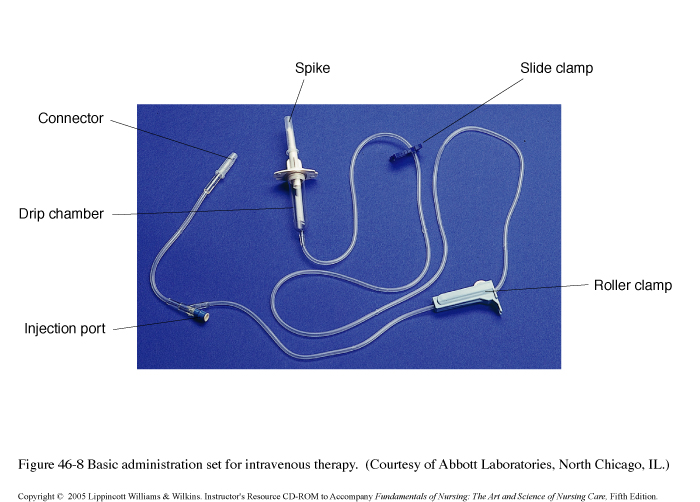 Spike
Slide clamp
Connector
Drip chamber
Roller clamp
Injection port
Figure 46-8 Basic administration set for intravenous therapy. (Courtesy of Abbott Laboratories, North Chicago, IL.)
Copyright © 2005 Lippincott Williams & Wilkins. Instructor's Resource CD-ROM to Accompany Fundamentals of Nursing: The Art and Science of Nursing Care, Fifth Edition.